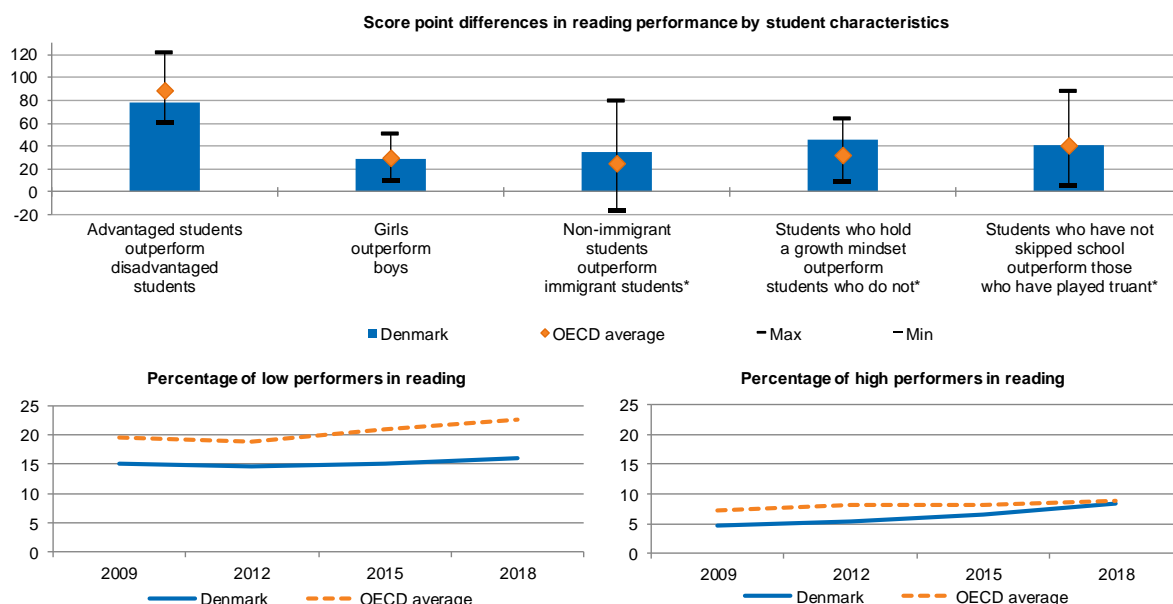 Score point differences in reading performance by student characteristics
120
100
80
60
40
20
0
-20
Advantaged students
outperform
disadvantaged
students
Girls
outperform
boys
Non-immigrant
students
outperform
immigrant students*
Students who hold
a growth mindset
outperform
students who do not*
Students who have not
skipped school
outperform those
who have played truant*
Denmark OECD average Max Min
Percentage of low performers in reading
25
20
15
10
5
0
2009 2012 2015 2018
Denmark OECD average
Percentage of high performers in reading
25
20
15
10
5
0
2009 2012 2015 2018
Denmark OECD average